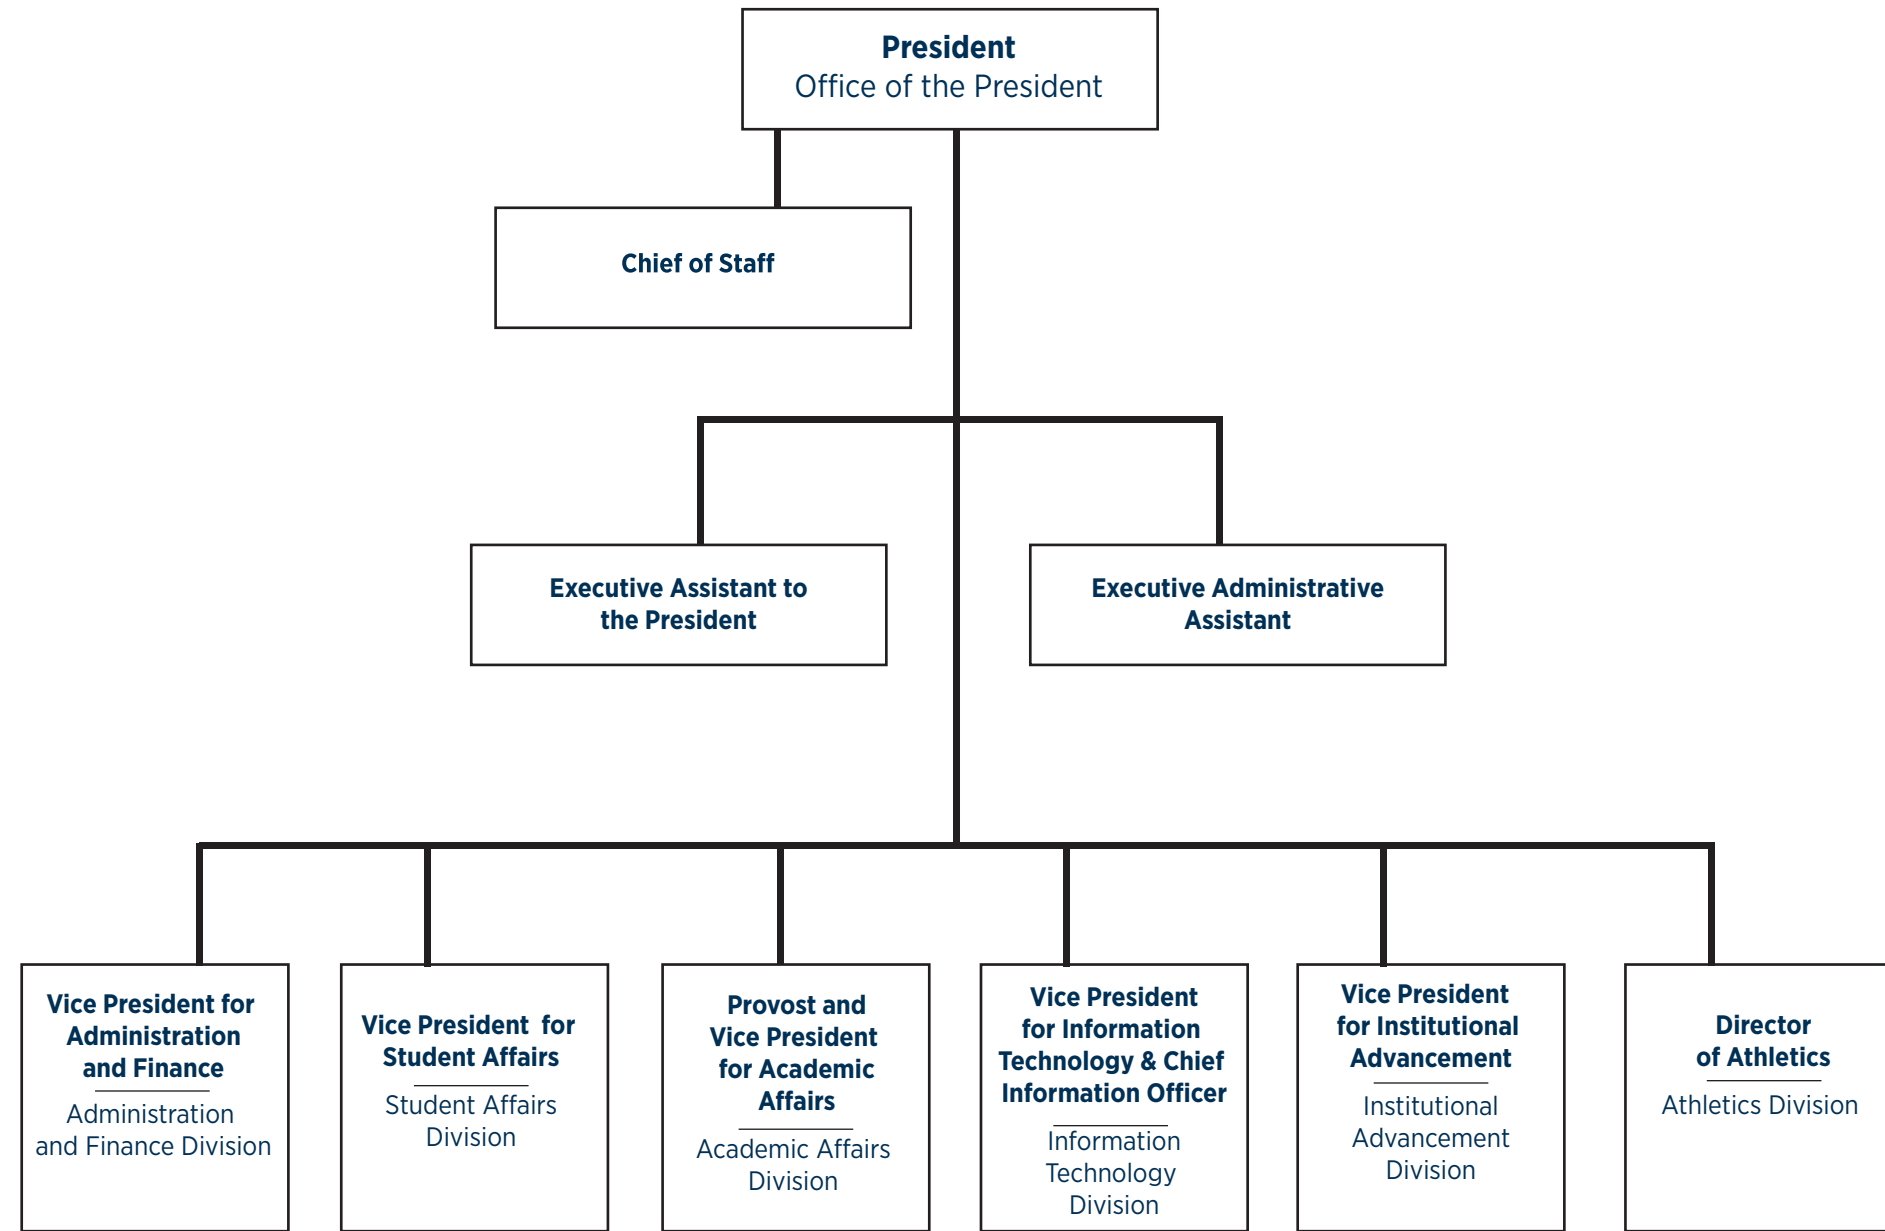 President
Office of the President
Chief of Staff
Executive Assistant to
the President
Executive Administrative
Assistant
Vice President for
Administration
and Finance
Administration
and Finance Division
Vice President  for
Student Affairs
Student Affairs
Division
Provost and
Vice President
for Academic
Affairs
Academic Affairs
Division
Vice President
for Information
Technology & Chief
Information Officer
Information
Technology
Division
Vice President
for Institutional
Advancement
Institutional
Advancement
Division
Director
of Athletics
Athletics Division